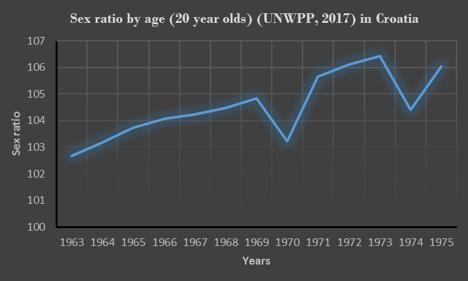 Sex ratio by age (20 year olds) (UNWPP, 2017) in Croatia
107
106
105
104
103
102
101
100
Sex ratio
1963 1964 1965 1966 1967 1968 1969 1970 1971 1972 1973 1974 1975
Years